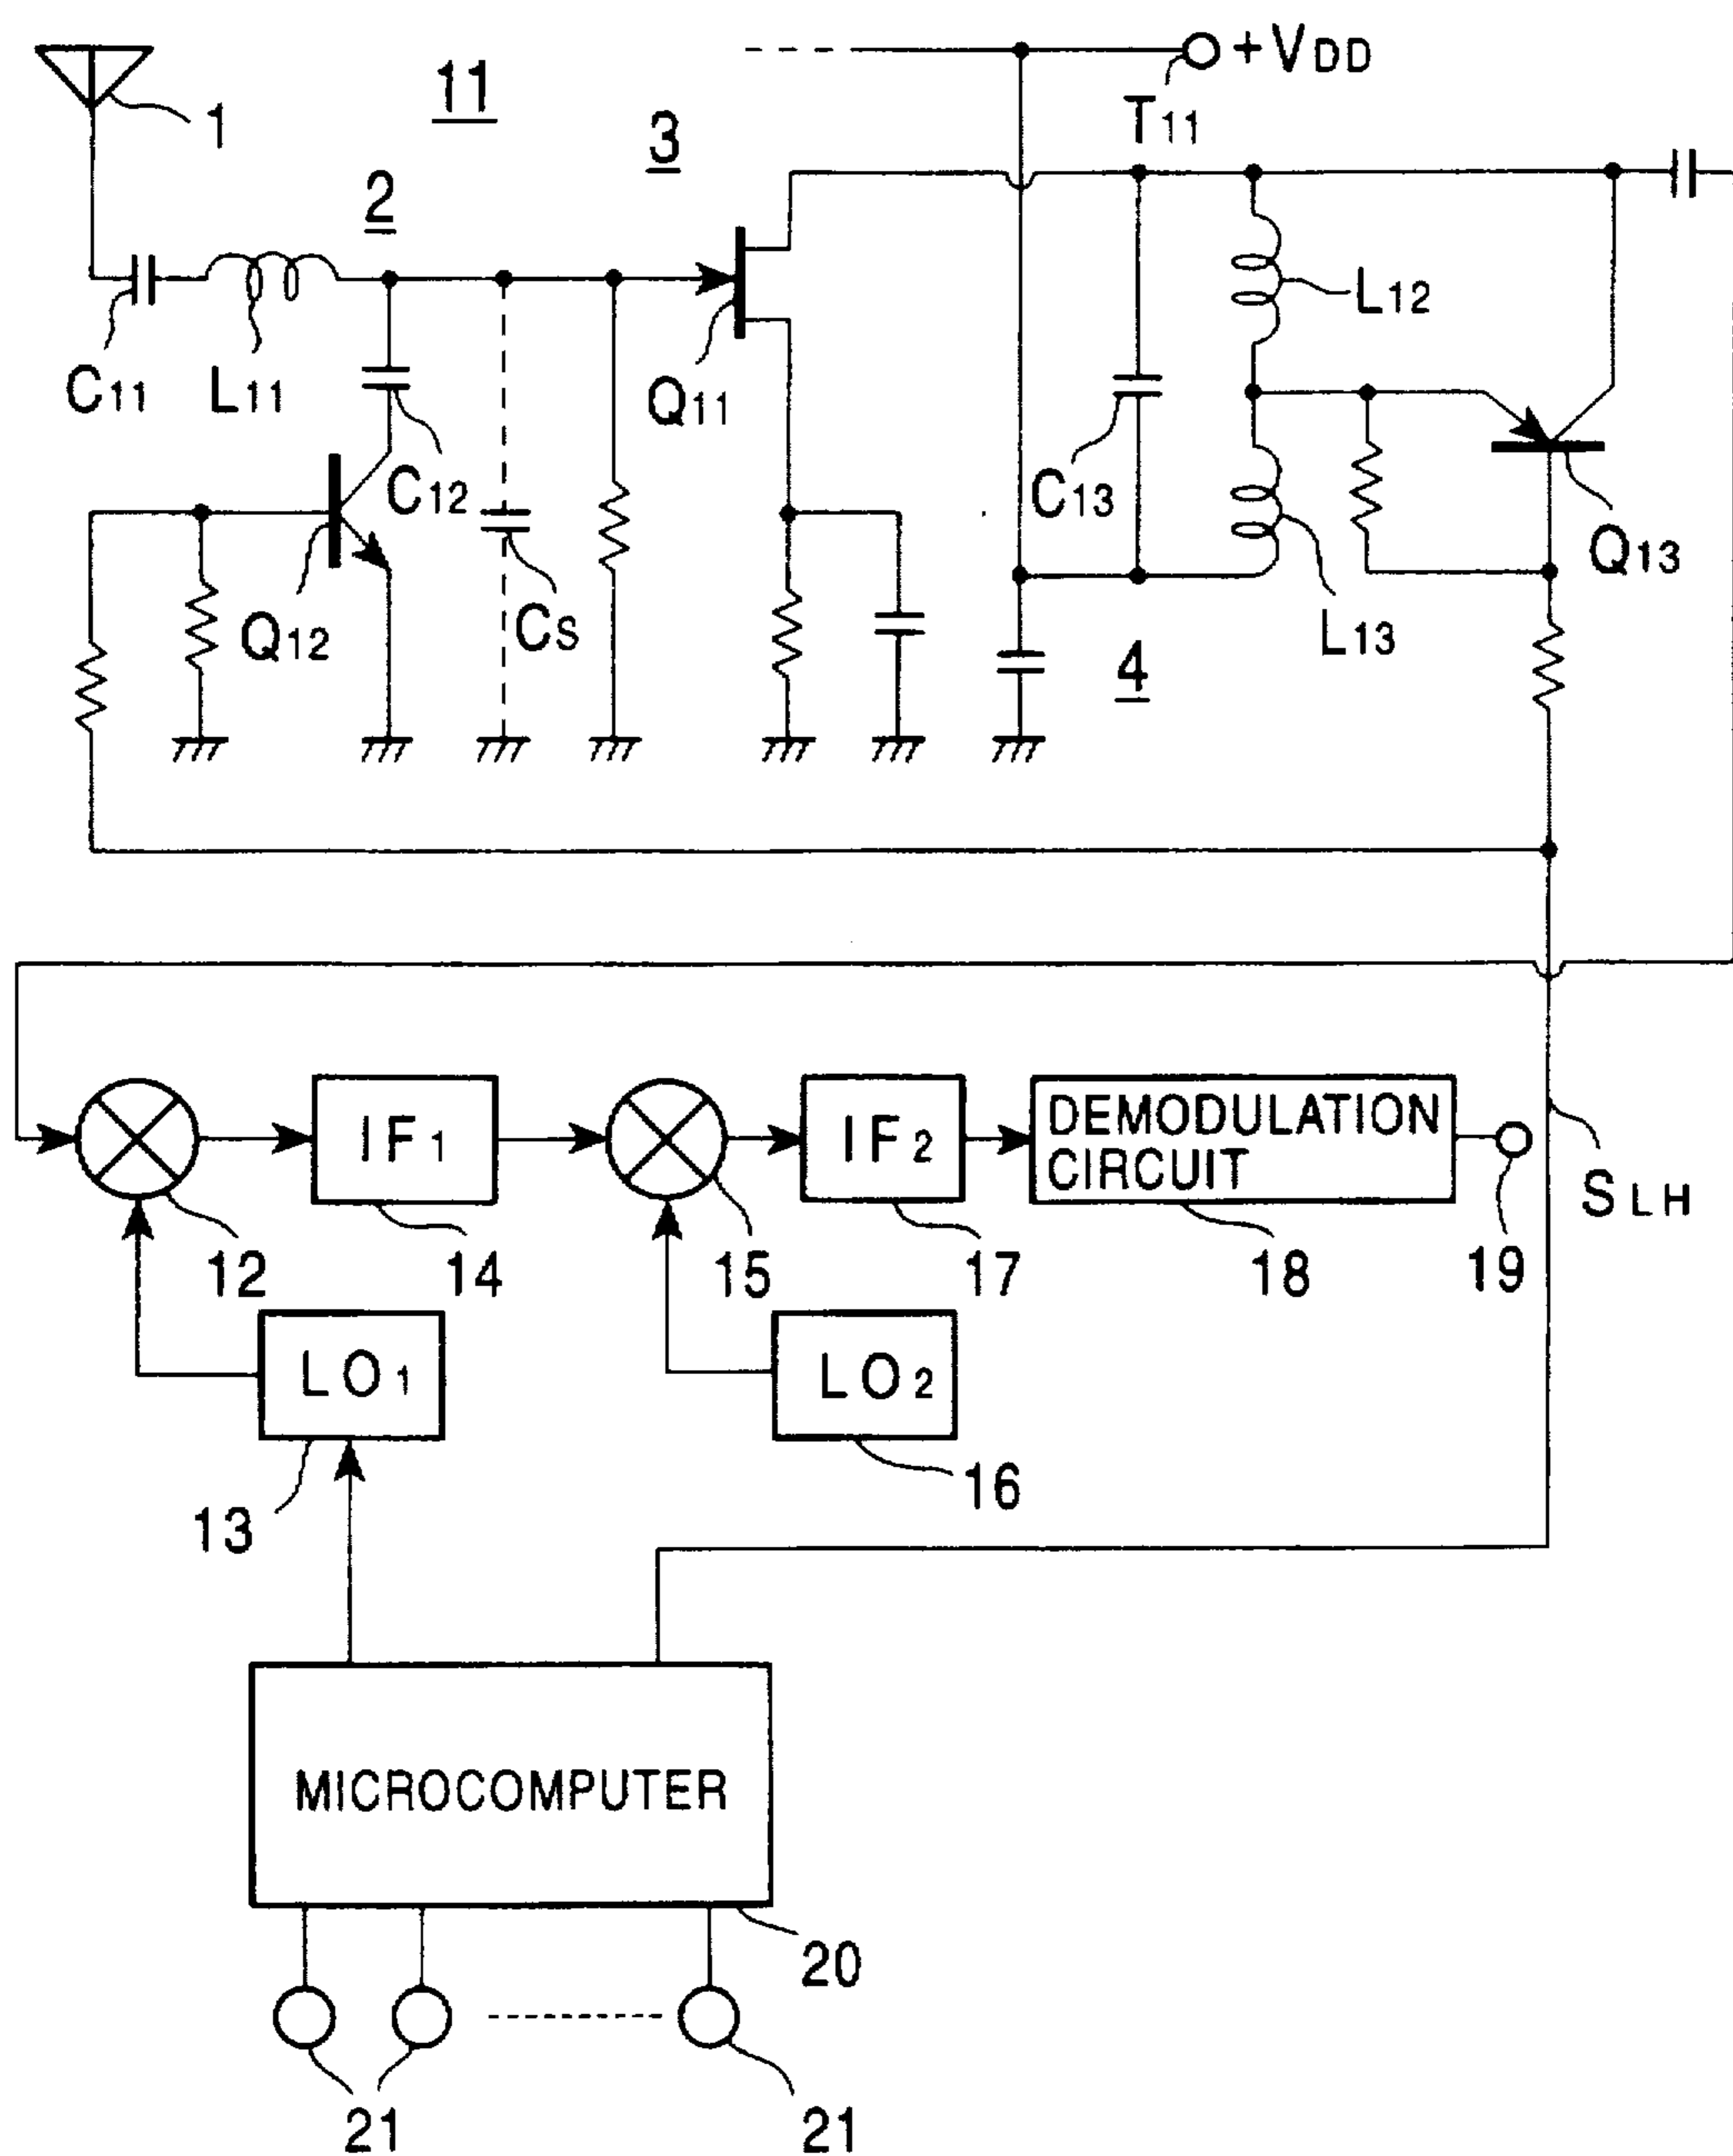 +VDD
T11
1
11
3
2
C11
L11
Q11
L12
C12
C13
Q12
CS
Q13
L13
4
IF1
IF2
DEMODULATION
CIRCUIT
SLH
12
14
15
17
18
19
LO1
LO2
13
16
MICROCOMPUTER
20
21
21